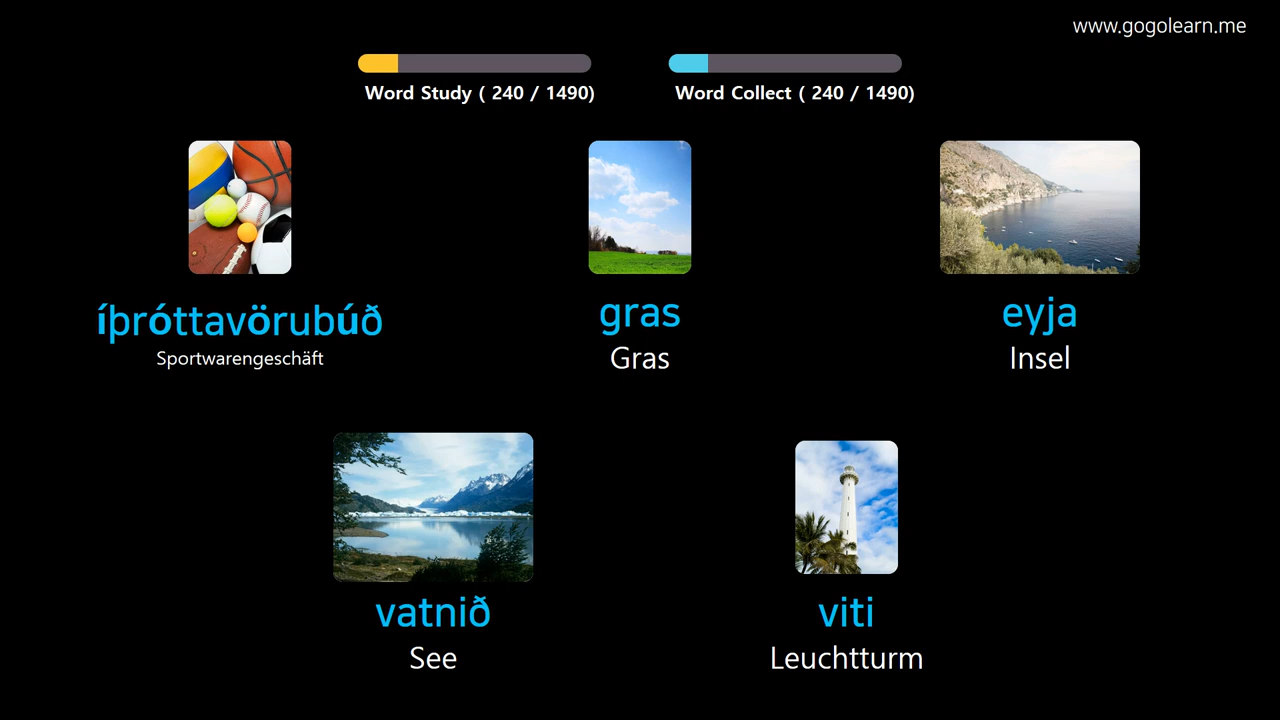 www.gogolearn.me
Word Study ( 240 / 1490)
Word Collect ( 240 / 1490)
íþróttavörubúð
Sportwarengeschäft
gras
Gras
eyja
Insel
vatnið
See
viti
Leuchtturm